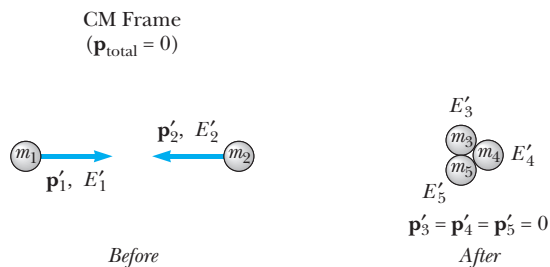 CM Frame
(𝐩total = 0)
𝐩′2, E′2
m1
m2
𝐩′1, E′1
Before
E′3
m3
m4
E′4
m5
E′5
𝐩′3 = 𝐩′4 = 𝐩′5 = 0
After